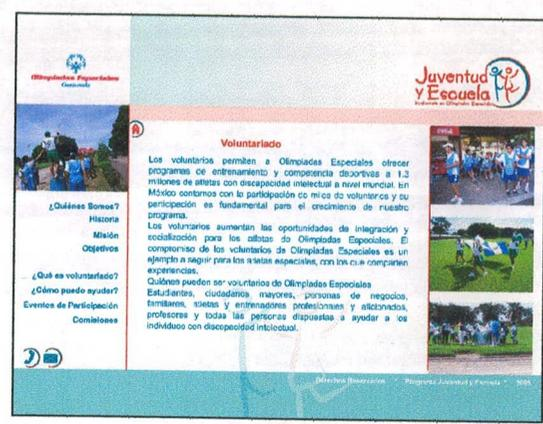 Olimpiadas Especiales
Guatemala
Juventud
y Escuela
¿Quiénes Somos?
Historia
Misión
Objetivos
¿Qué es voluntariado?
¿Cómo puedo ayudar?
Eventos de Participación
Comisiones
Voluntariado
Los voluntarios permiten a Olimpiadas Especiales ofrecer
programas de entrenamiento y competencia deportivas a 1.3
millones de atletas con discapacidad intelectual a nivel mundial. En
México contamos con la participación de miles de voluntarios y su
participación es fundamental para el crecimiento de nuestro
programa.
Los voluntarios aumentan las oportunidades de integración y
socialización para los atletas de Olimpiadas Especiales. El
compromiso de los voluntarios de Olimpiadas Especiales es un
ejemplo a seguir para los atletas especiales, con los que comparten
experiencias.
Quiénes pueden ser voluntarios de Olimpiadas Especiales
Estudiantes, ciudadanos mayores, personas de negocios,
familiares, atletas y entrenadores profesionales y aficionados,
profesores y todas las personas dispuestas a ayudar a los
individuos con discapacidad intelectual.
Derechos Reservados " Programa Juventud y Escuela "